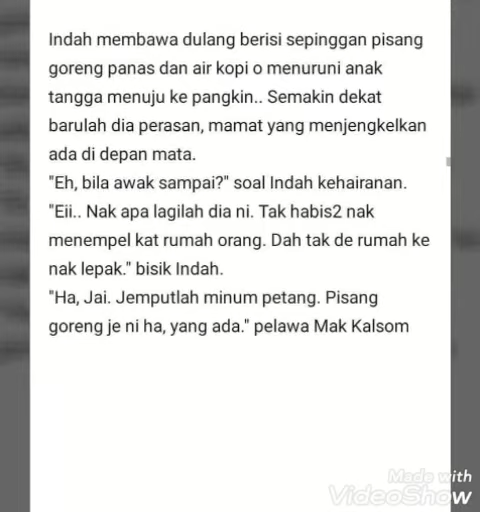 Indah membawa dulang berisi sepinggan pisang
goreng panas dan air kopi o menuruni anak
tangga menuju ke pangkin.. Semakin dekat
barulah dia perasan, mamat yang menjengkelkan
ada di depan mata.
"Eh, bila awak sampai?" soal Indah kehairanan.
"Eii.. Nak apa lagilah dia ni. Tak habis2 nak
menempel kat rumah orang. Dah tak de rumah ke
nak lepak." bisik Indah.
"Ha, Jai. Jemputlah minum petang. Pisang
goreng je ni ha, yang ada." pelawa Mak Kalsom
Made with
VideoShow